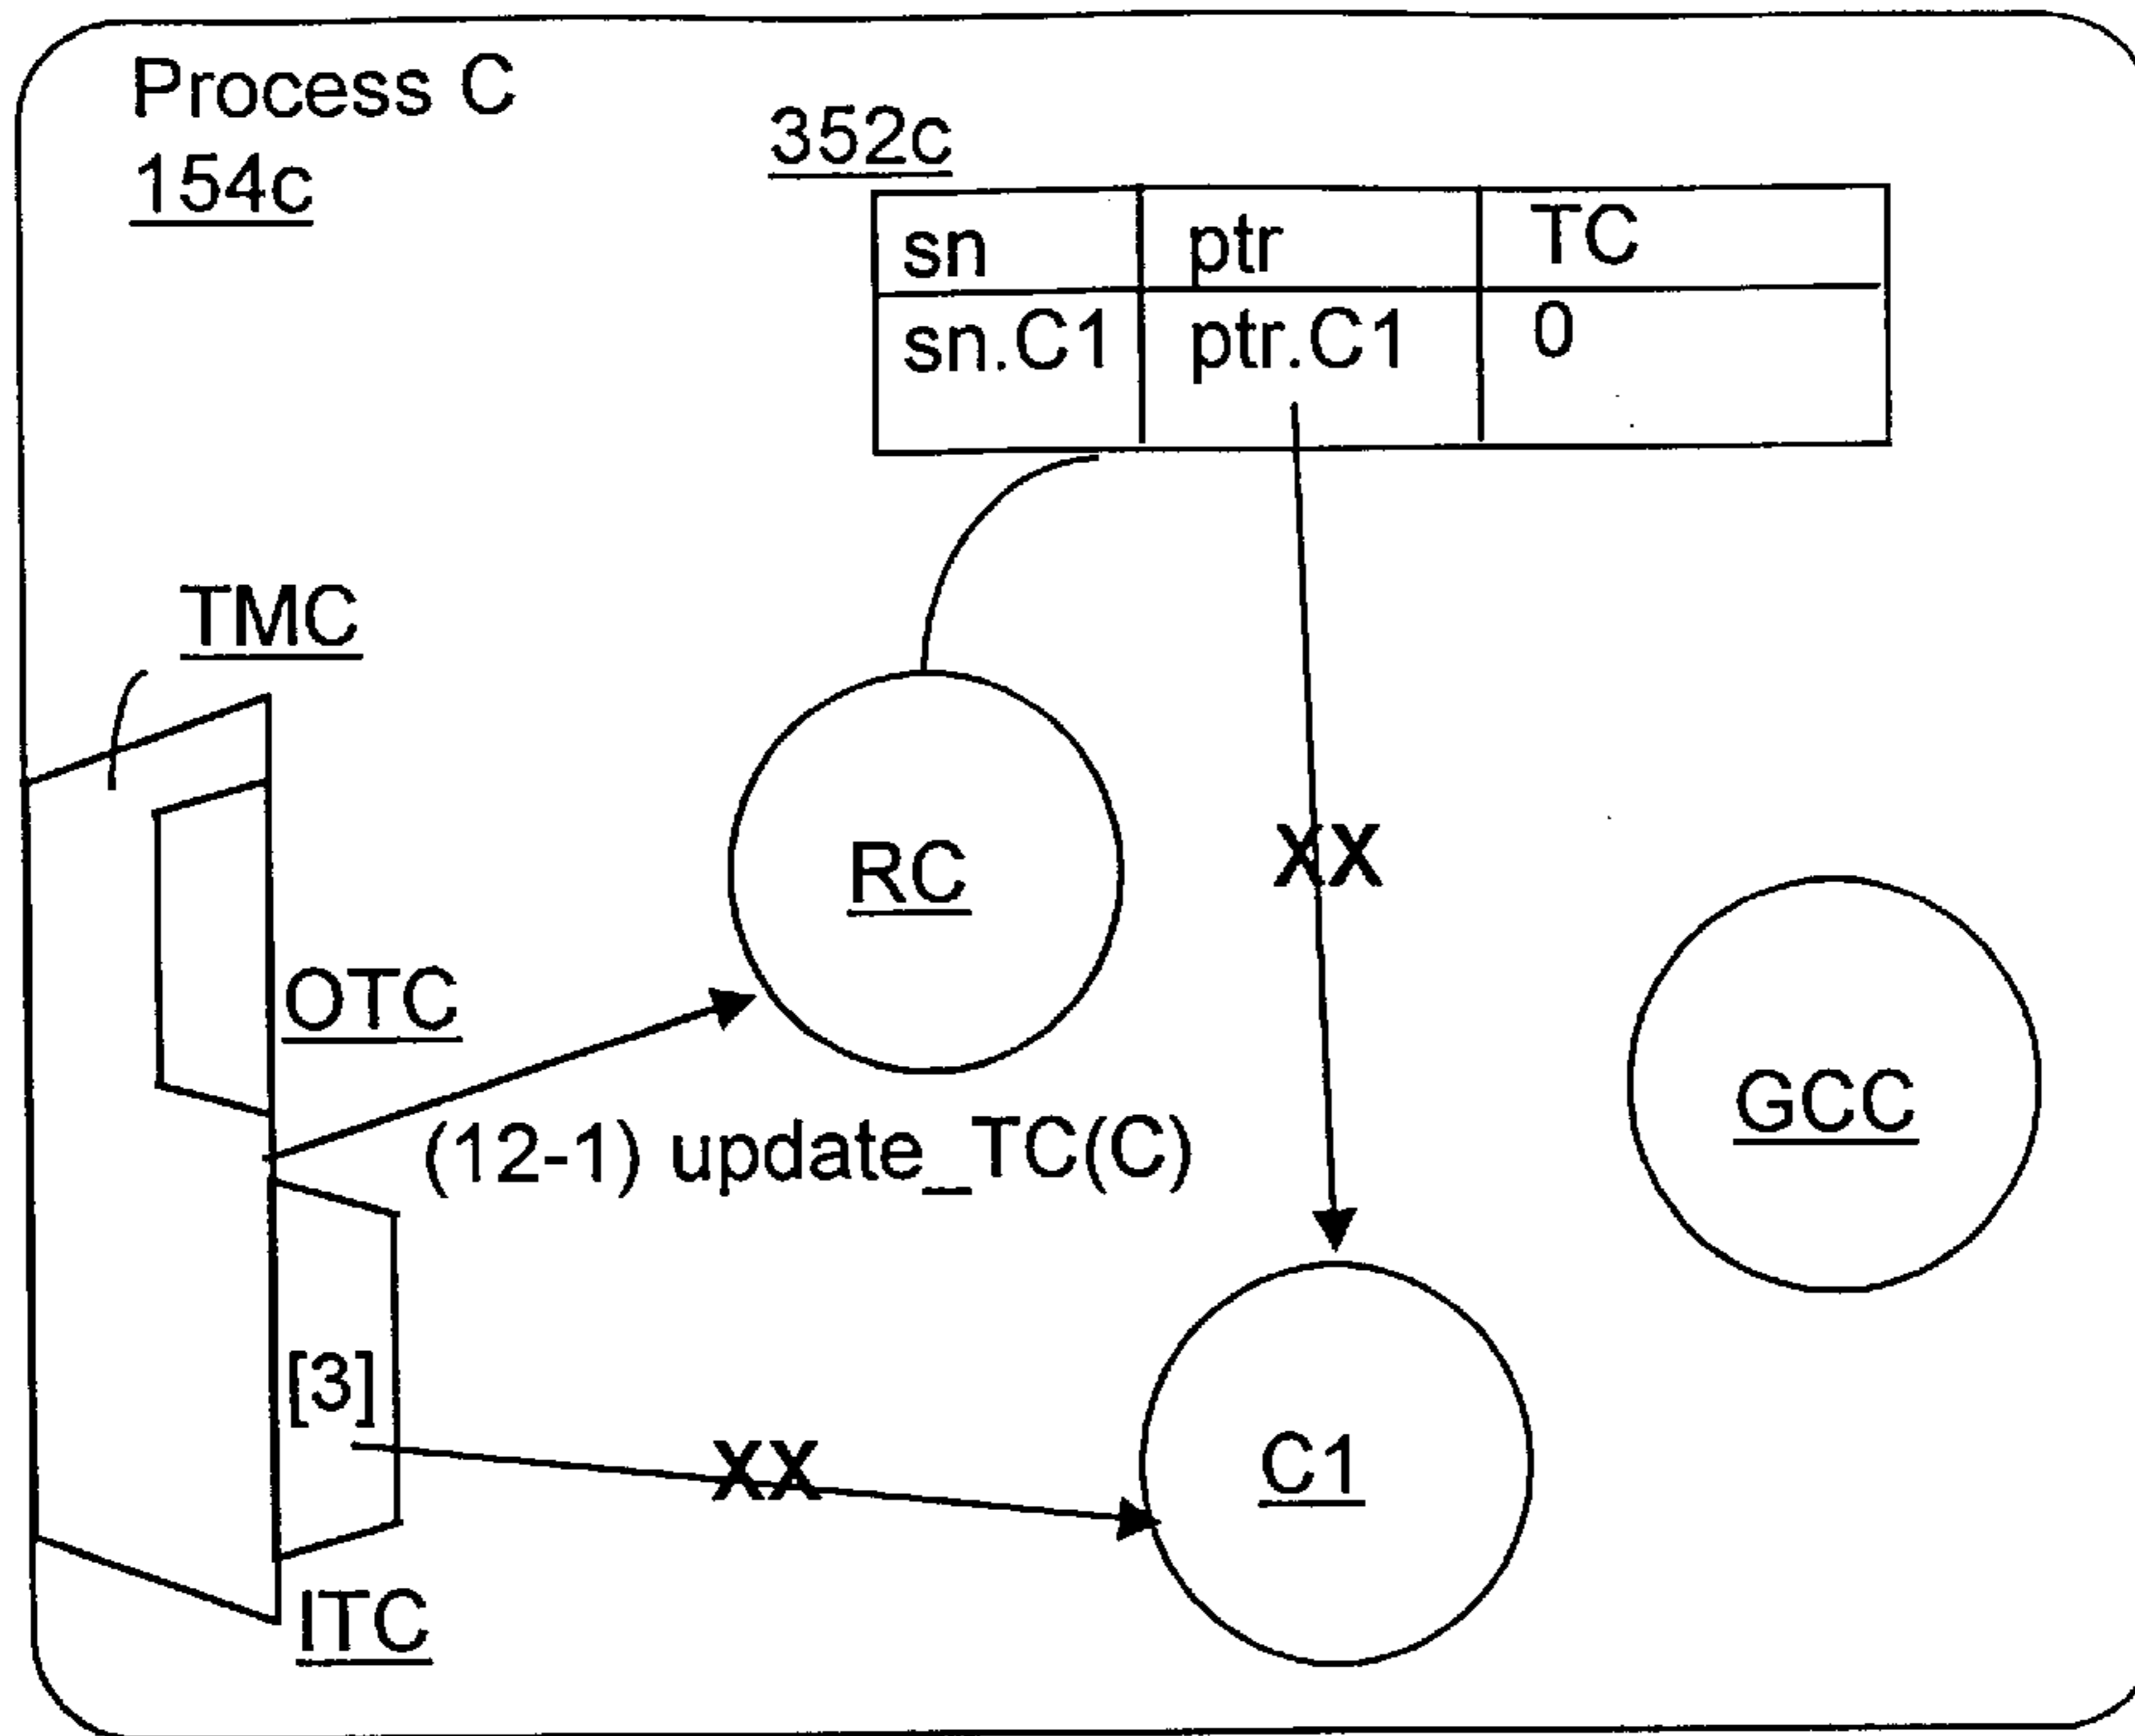 Process C
154c
352c
sn ptr TC
sn.C1 ptr.C1 0
TMC
RC
XX
OTC
GCC
(12-1) update_TC(C)
[3]
XX
C1
ITC